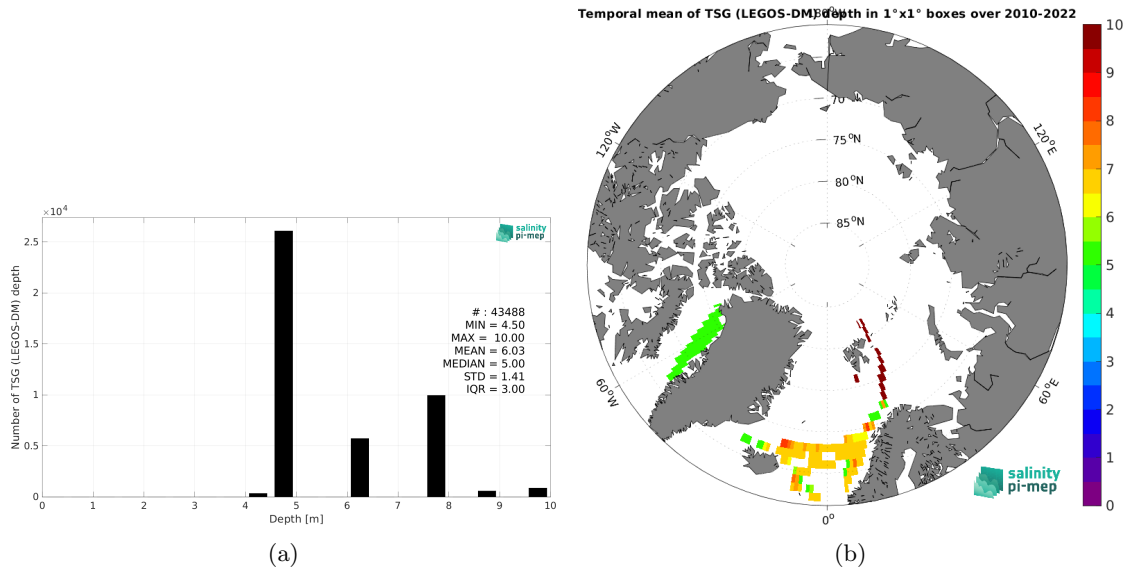 Temporal mean of TSG (LEGOS-DM) depth in 1°x1° boxes over 2010-2022
180°W
70
75°N
80°N
85°N
120°W
120°E
60°W
60°E
0°
10
9
8
7
6
5
4
3
2
1
0
salinity
pi-mep
×10⁴
2.5
2
1.5
1
0.5
0
Number of TSG (LEGOS-DM) depth
salinity
pi-mep
# : 43488
MIN = 4.50
MAX = 10.00
MEAN = 6.03
MEDIAN = 5.00
STD = 1.41
IQR = 3.00
0 1 2 3 4 5 6 7 8 9 10
Depth [m]
(a)
(b)